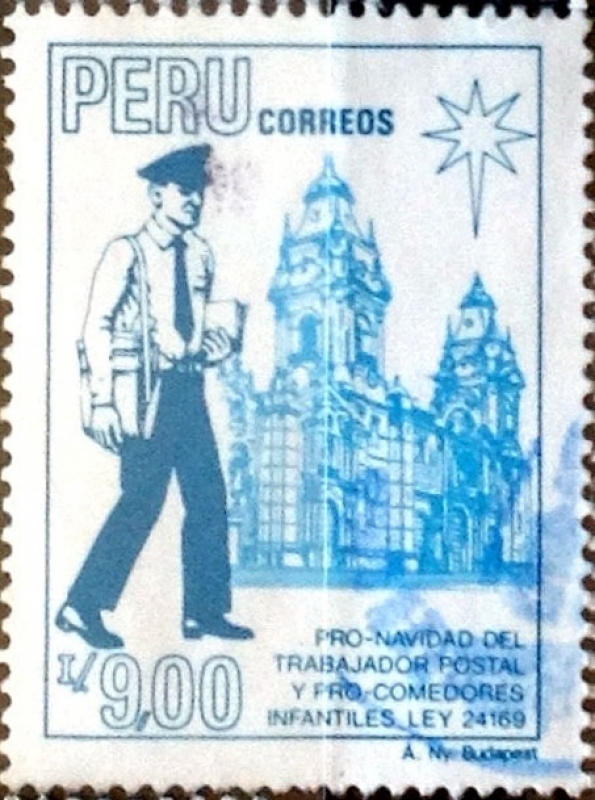 PERU CORREOS
PRO-NAVIDAD DEL
TRABAJADOR POSTAL
Y PRO-COMEDORES
INFANTILES LEY 24169
I/. 9,00
A. Ny. Budapest